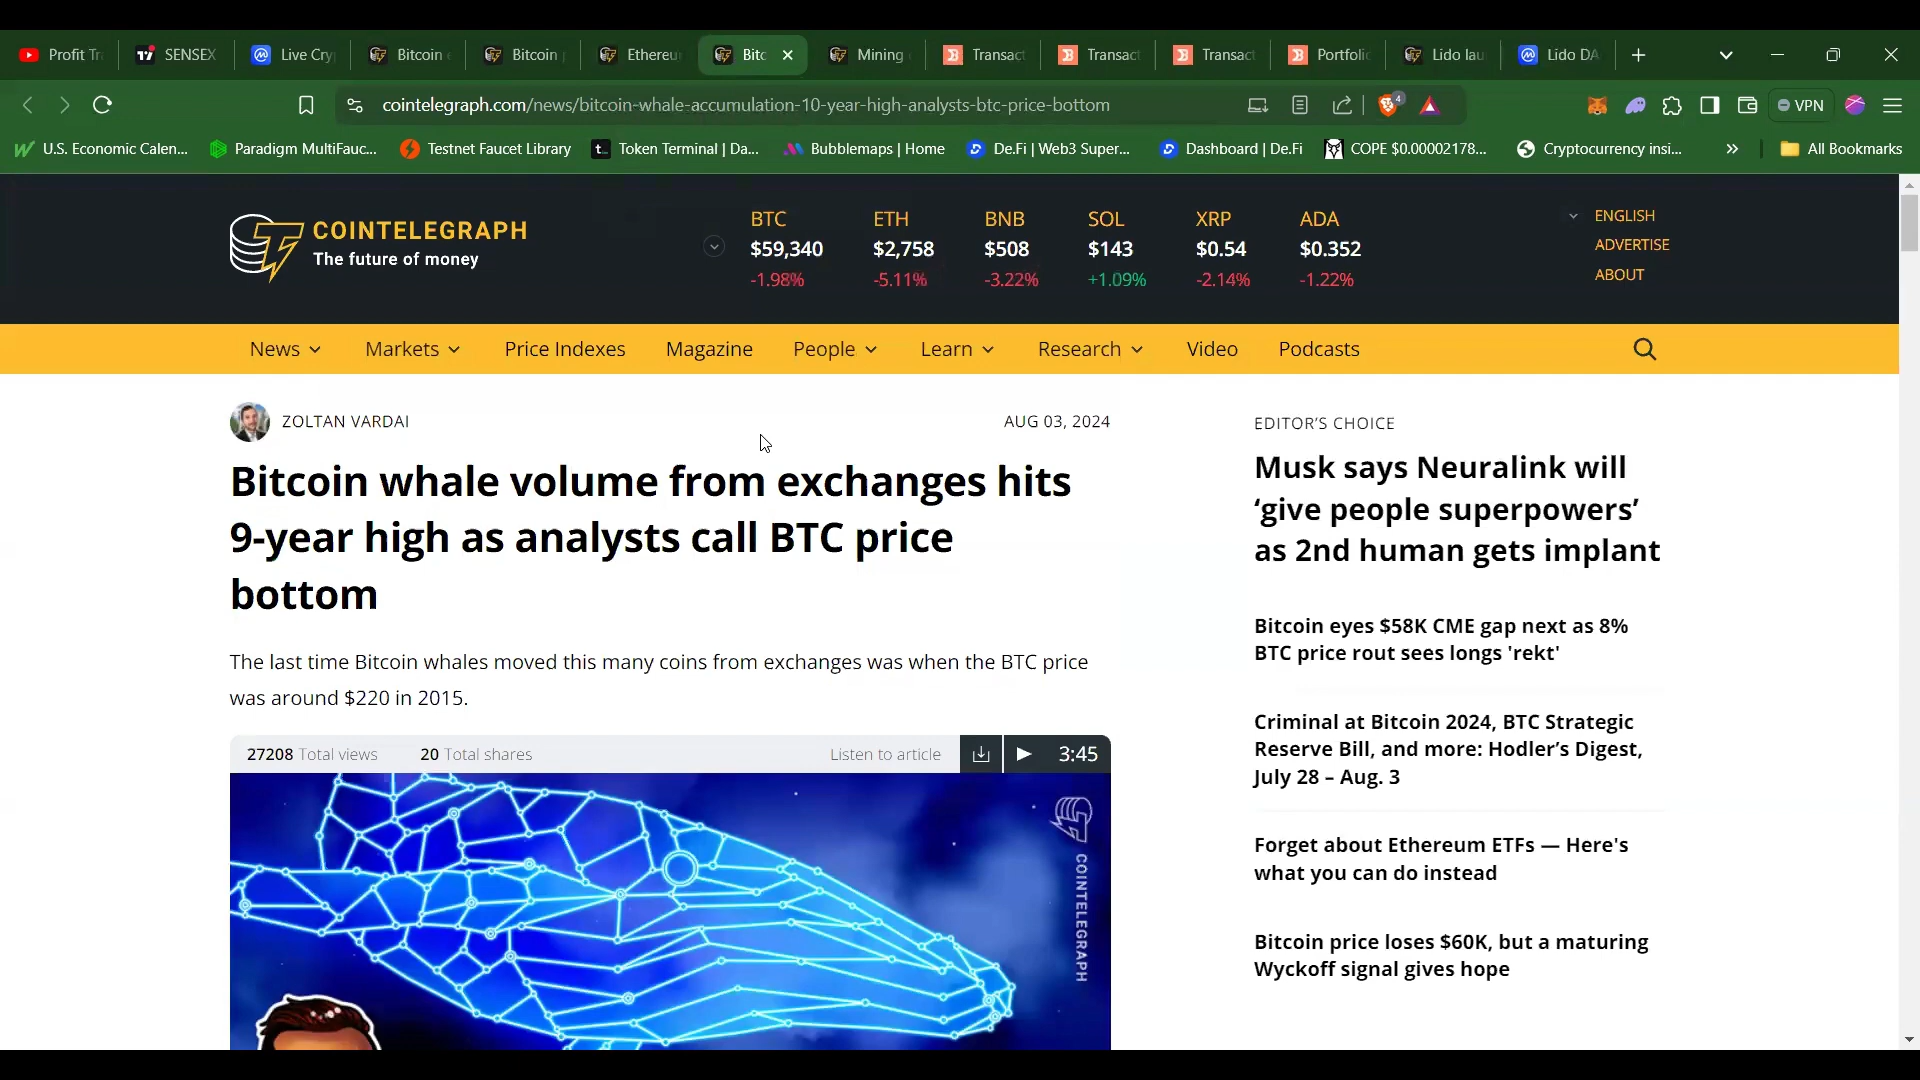 Profit Tr
SENSEX
Live Cry
Bitcoin e
Bitcoin p
Ethereu
Bitc
Mining
Transact
Transact
Transact
Portfolio
Lido lau
Lido DA
cointelegraph.com/news/bitcoin-whale-accumulation-10-year-high-analysts-btc-price-bottom
4
VPN
U.S. Economic Calen...
Paradigm MultiFauc...
Testnet Faucet Library
t_ Token Terminal | Da...
Bubblemaps | Home
De.Fi | Web3 Super...
Dashboard | De.Fi
COPE $0.00002178...
Cryptocurrency insi...
All Bookmarks
COINTELEGRAPH
The future of money
BTC ETH BNB SOL XRP ADA
$59,340 $2,758 $508 $143 $0.54 $0.352
-1.98% -5.11% -3.22% +1.09% -2.14% -1.22%
ENGLISH
ADVERTISE
ABOUT
News Markets Price Indexes Magazine People Learn Research Video Podcasts
ZOLTAN VARDAI
AUG 03, 2024
Bitcoin whale volume from exchanges hits
9-year high as analysts call BTC price
bottom
The last time Bitcoin whales moved this many coins from exchanges was when the BTC price
was around $220 in 2015.
27208 Total views
20 Total shares
Listen to article
3:45
COINTELEGRAPH
EDITOR'S CHOICE
Musk says Neuralink will
‘give people superpowers’
as 2nd human gets implant
Bitcoin eyes $58K CME gap next as 8%
BTC price rout sees longs 'rekt'
Criminal at Bitcoin 2024, BTC Strategic
Reserve Bill, and more: Hodler’s Digest,
July 28 – Aug. 3
Forget about Ethereum ETFs — Here's
what you can do instead
Bitcoin price loses $60K, but a maturing
Wyckoff signal gives hope